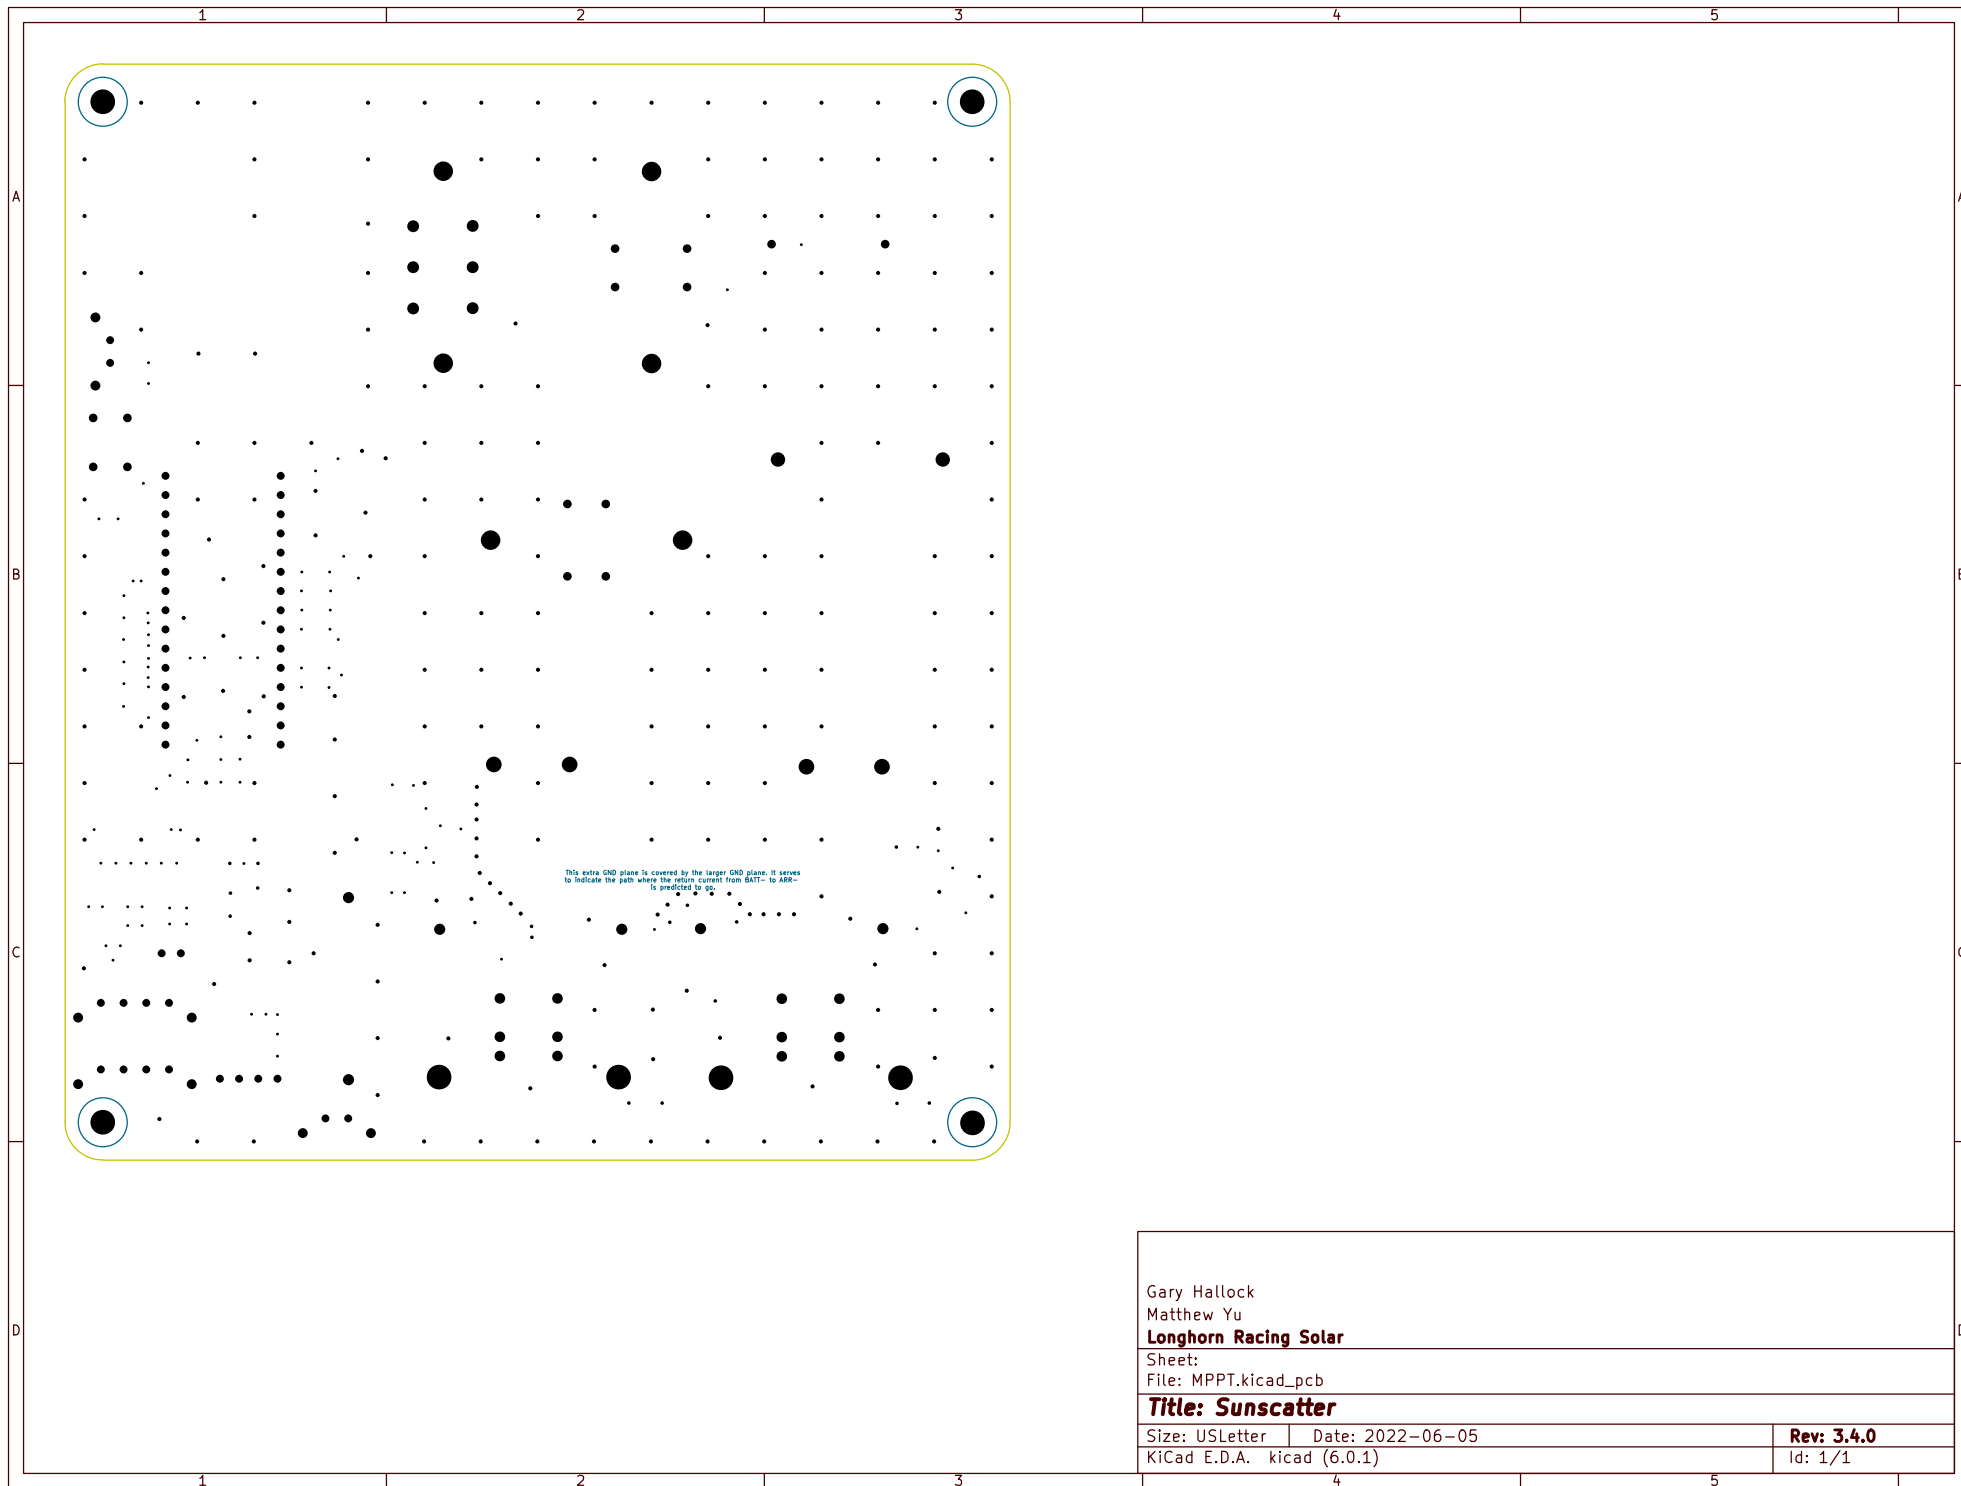 1 2 3 4 5
A A
This extra GND plane is covered by the larger GND plane. It serves
to indicate the path where the return current from BATT- to ARR-
is predicted to go.
B
C
D
Gary Hallock
Matthew Yu
Longhorn Racing Solar
Sheet:
File: MPPT.kicad_pcb
Title: Sunscatter
Size: USLetter Date: 2022-06-05 Rev: 3.4.0
KiCad E.D.A. kicad (6.0.1) Id: 1/1
1 2 3 4 5